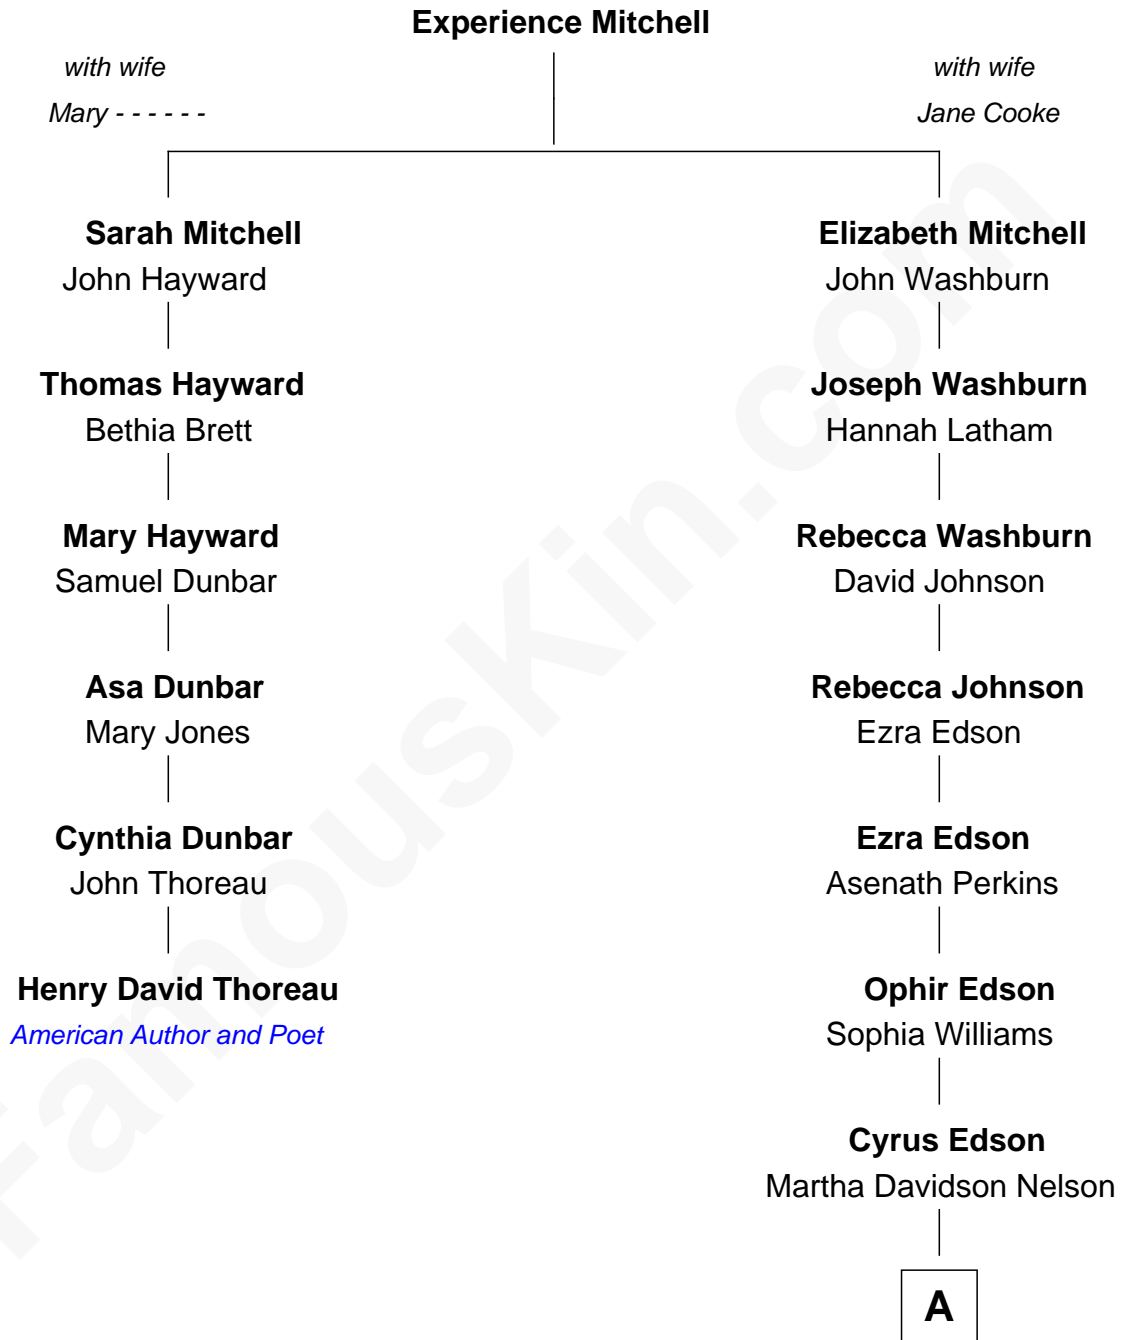 Experience Mitchell
with wife
Mary - - - - - -
with wife
Jane Cooke
Sarah Mitchell
John Hayward
Elizabeth Mitchell
John Washburn
Thomas Hayward
Bethia Brett
Joseph Washburn
Hannah Latham
Mary Hayward
Samuel Dunbar
Rebecca Washburn
David Johnson
Asa Dunbar
Mary Jones
Rebecca Johnson
Ezra Edson
Cynthia Dunbar
John Thoreau
Ezra Edson
Asenath Perkins
Henry David Thoreau
American Author and Poet
Ophir Edson
Sophia Williams
Cyrus Edson
Martha Davidson Nelson
A
FamousKin.com